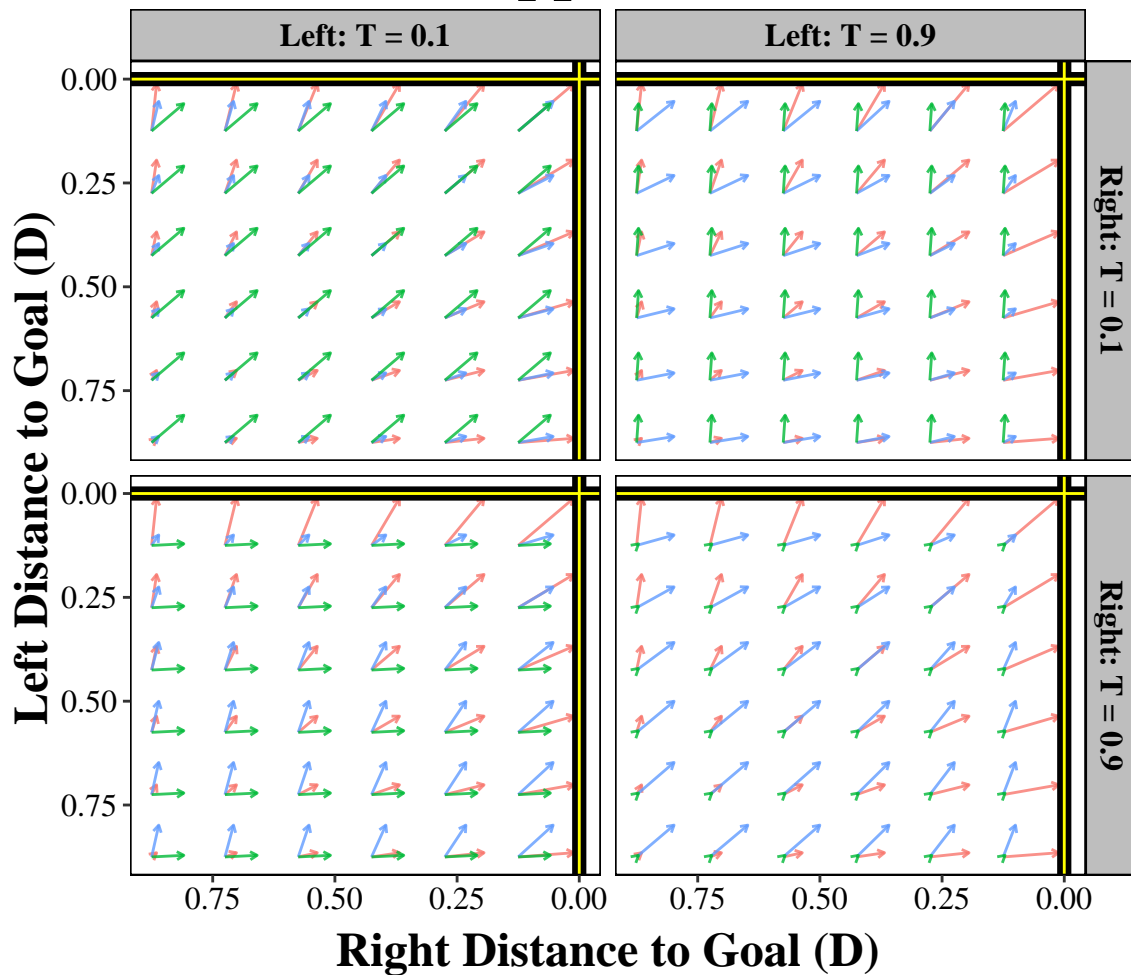 Left: T = 0.1
Left: T = 0.9
0.00
0.25
0.50
0.75
Right: T = 0.1
Left Distance to Goal (D)
0.00
0.25
0.50
0.75
Right: T = 0.9
0.75
0.50
0.25
0.00
0.75
0.50
0.25
0.00
Right Distance to Goal (D)